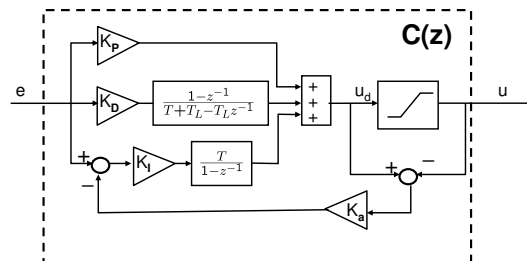 C(z)
K_P
e
K_D
1−z^{-1}
T+T_L−T_Lz^{-1}
+
+
+
u_d
u
+
−
K_I
T
1−z^{-1}
+
−
K_a